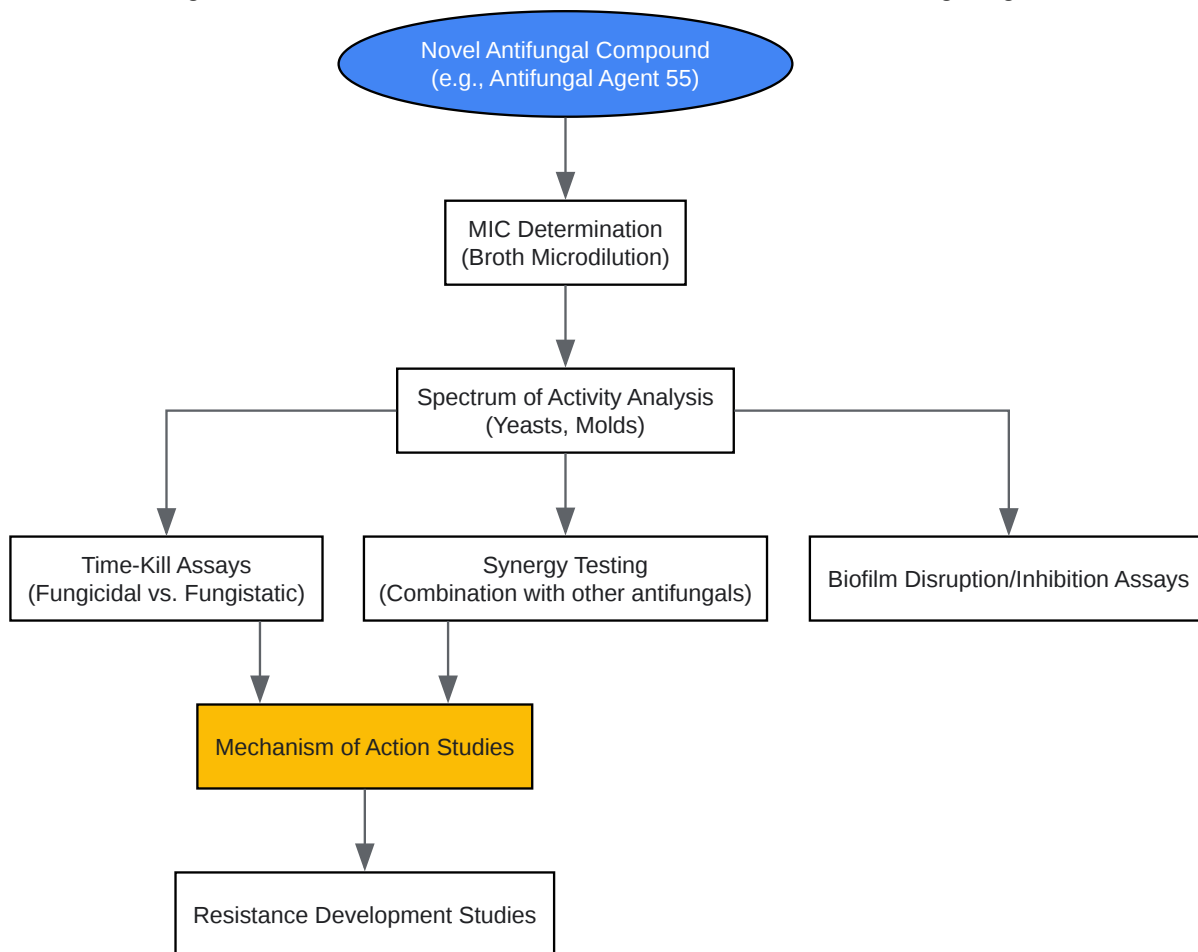 Novel Antifungal Compound
(e.g., Antifungal Agent 55)
MIC Determination
(Broth Microdilution)
Spectrum of Activity Analysis
(Yeasts, Molds)
Time-Kill Assays
(Fungicidal vs. Fungistatic)
Synergy Testing
(Combination with other antifungals)
Biofilm Disruption/Inhibition Assays
Mechanism of Action Studies
Resistance Development Studies